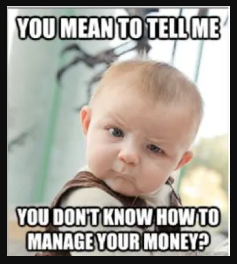 YOU MEAN TO TELL ME
YOU DON'T KNOW HOW TO
MANAGE YOUR MONEY?